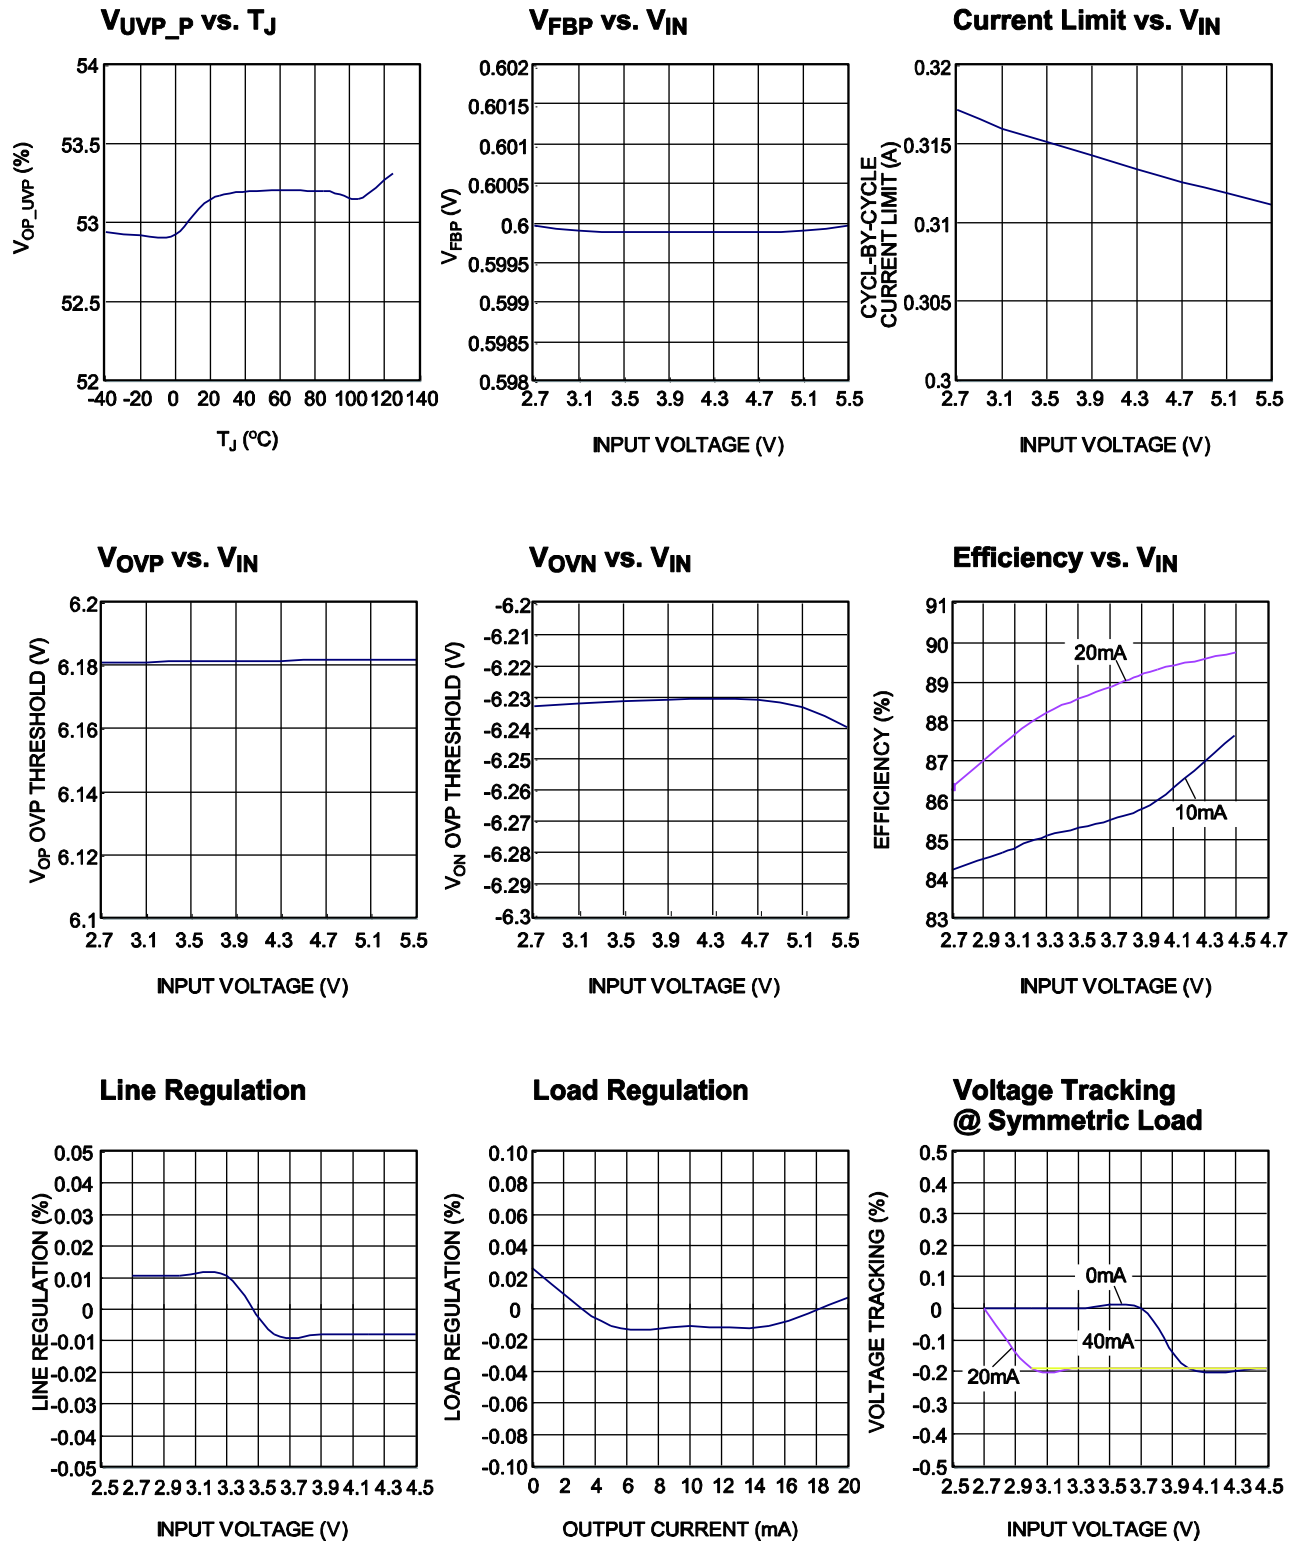 V_UVP_P vs. T_J
54
53.5
53
52.5
52
V_OP_UVP (%)
-40 -20 0 20 40 60 80 100 120 140
T_J (ºC)
V_FBP vs. V_IN
0.602
0.6015
0.601
0.6005
0.6
0.5995
0.599
0.5985
0.598
V_FBP (V)
2.7 3.1 3.5 3.9 4.3 4.7 5.1 5.5
INPUT VOLTAGE (V)
Current Limit vs. V_IN
0.32
0.315
0.31
0.305
0.3
CYCL-BY-CYCLE
CURRENT LIMIT (A)
2.7 3.1 3.5 3.9 4.3 4.7 5.1 5.5
INPUT VOLTAGE (V)
V_OVP vs. V_IN
6.2
6.18
6.16
6.14
6.12
6.1
V_OP OVP THRESHOLD (V)
2.7 3.1 3.5 3.9 4.3 4.7 5.1 5.5
INPUT VOLTAGE (V)
V_OVN vs. V_IN
-6.2
-6.21
-6.22
-6.23
-6.24
-6.25
-6.26
-6.27
-6.28
-6.29
-6.3
V_ON OVP THRESHOLD (V)
2.7 3.1 3.5 3.9 4.3 4.7 5.1 5.5
INPUT VOLTAGE (V)
Efficiency vs. V_IN
91
90
89
88
87
86
85
84
83
EFFICIENCY (%)
20mA
10mA
2.7 2.9 3.1 3.3 3.5 3.7 3.9 4.1 4.3 4.5 4.7
INPUT VOLTAGE (V)
Line Regulation
0.05
0.04
0.03
0.02
0.01
0
-0.01
-0.02
-0.03
-0.04
-0.05
LINE REGULATION (%)
2.5 2.7 2.9 3.1 3.3 3.5 3.7 3.9 4.1 4.3 4.5
INPUT VOLTAGE (V)
Load Regulation
0.10
0.08
0.06
0.04
0.02
0
-0.02
-0.04
-0.06
-0.08
-0.10
LOAD REGULATION (%)
0 2 4 6 8 10 12 14 16 18 20
OUTPUT CURRENT (mA)
Voltage Tracking
@ Symmetric Load
0.5
0.4
0.3
0.2
0.1
0
-0.1
-0.2
-0.3
-0.4
-0.5
VOLTAGE TRACKING (%)
0mA
40mA
20mA
2.5 2.7 2.9 3.1 3.3 3.5 3.7 3.9 4.1 4.3 4.5
INPUT VOLTAGE (V)